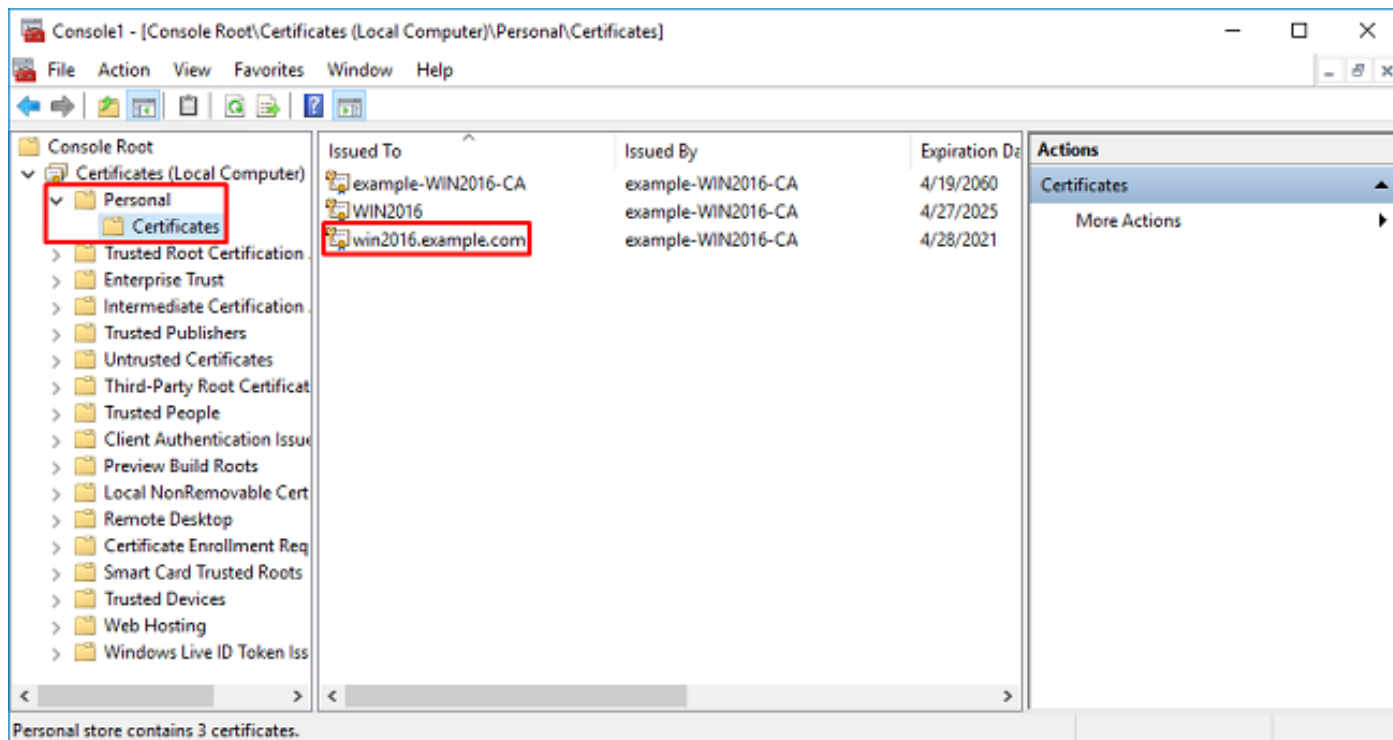 Console1 - [Console Root\Certificates (Local Computer)\Personal\Certificates]
File Action View Favorites Window Help
Console Root
Certificates (Local Computer)
Personal
Certificates
Trusted Root Certification
Enterprise Trust
Intermediate Certification
Trusted Publishers
Untrusted Certificates
Third-Party Root Certificat
Trusted People
Client Authentication Issue
Preview Build Roots
Local NonRemovable Cert
Remote Desktop
Certificate Enrollment Req
Smart Card Trusted Roots
Trusted Devices
Web Hosting
Windows Live ID Token Iss
Issued To Issued By Expiration Da
example-WIN2016-CA example-WIN2016-CA 4/19/2060
WIN2016 example-WIN2016-CA 4/27/2025
win2016.example.com example-WIN2016-CA 4/28/2021
Actions
Certificates
More Actions
Personal store contains 3 certificates.